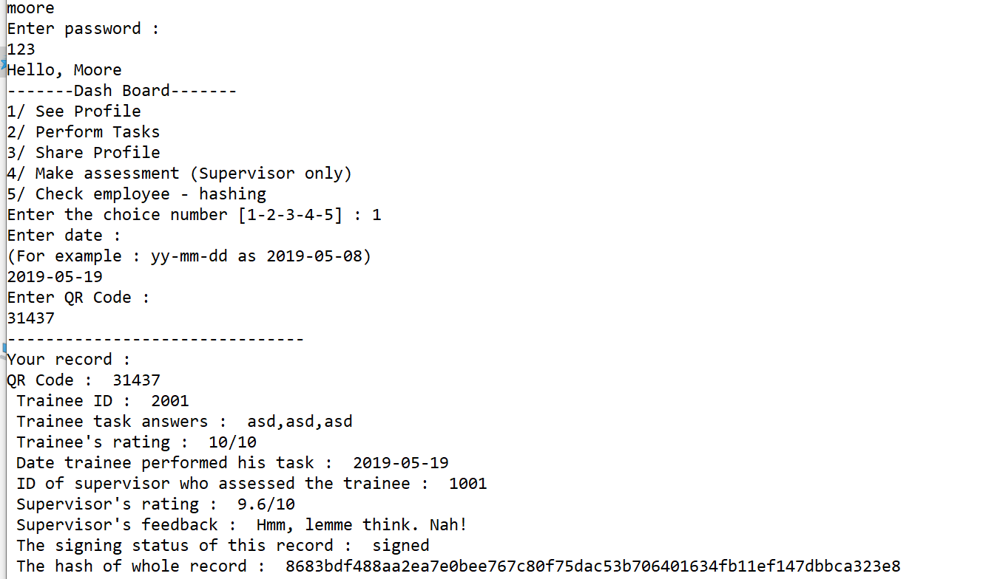 moore
Enter password :
123
Hello, Moore
-------Dash Board-------
1/ See Profile
2/ Perform Tasks
3/ Share Profile
4/ Make assessment (Supervisor only)
5/ Check employee - hashing
Enter the choice number [1-2-3-4-5] : 1
Enter date :
(For example : yy-mm-dd as 2019-05-08)
2019-05-19
Enter QR Code :
31437
-------------------------------
Your record :
QR Code :  31437
 Trainee ID :  2001
 Trainee task answers :  asd,asd,asd
 Trainee's rating :  10/10
 Date trainee performed his task :  2019-05-19
 ID of supervisor who assessed the trainee :  1001
 Supervisor's rating :  9.6/10
 Supervisor's feedback :  Hmm, lemme think. Nah!
 The signing status of this record :  signed
 The hash of whole record :  8683bdf488aa2ea7e0bee767c80f75dac53b706401634fb11ef147dbbca323e8